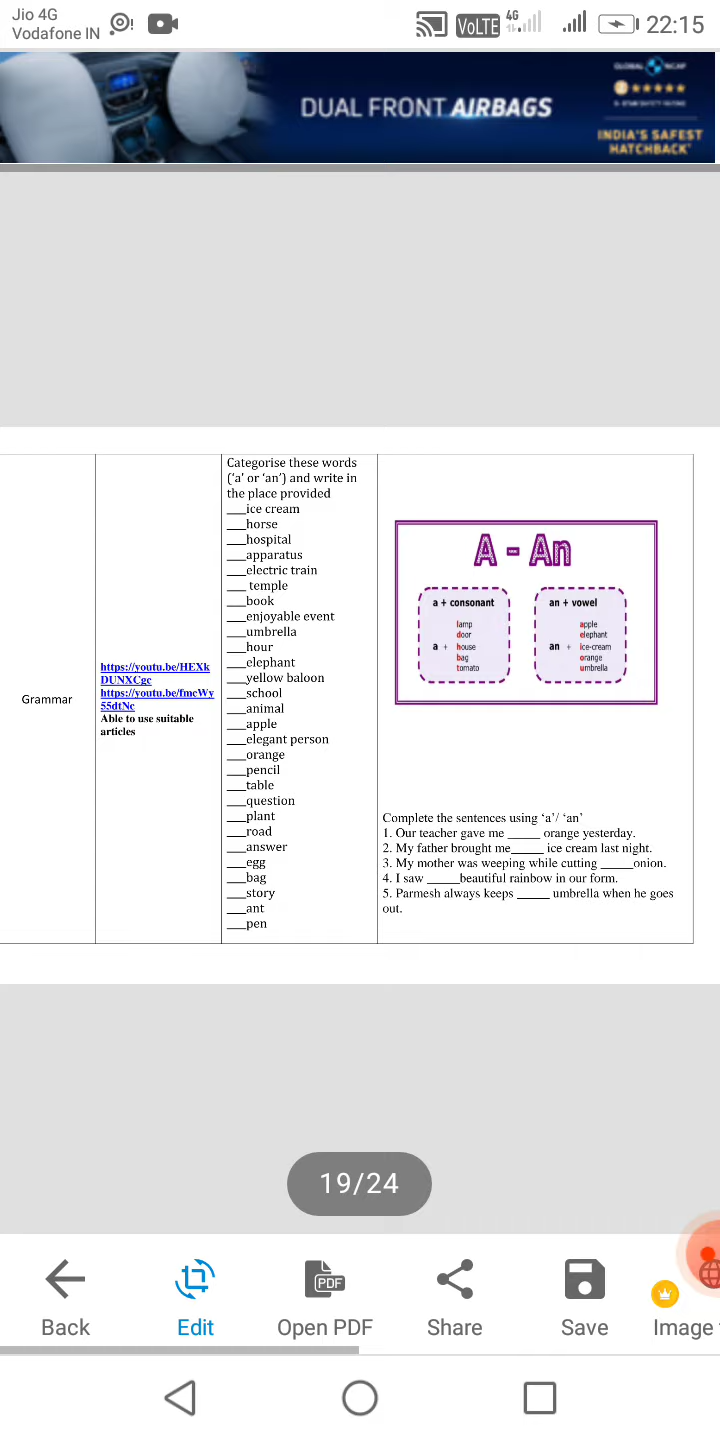 Jio 4G
Vodafone IN
VoLTE
4G
22:15
DUAL FRONT AIRBAGS
INDIA'S SAFEST
HATCHBACK*
Grammar
https://youtu.be/HEXk
DUNXCgc
https://youtu.be/fmcWy
55dtNc
Able to use suitable
articles
Categorise these words
('a' or 'an') and write in
the place provided
___ice cream
___horse
___hospital
___apparatus
___electric train
___ temple
___book
___enjoyable event
___umbrella
___hour
___elephant
___yellow baloon
___school
___animal
___apple
___elegant person
___orange
___pencil
___table
___question
___plant
___road
___answer
___egg
___bag
___story
___ant
___pen
A - An
a + consonant
lamp
door
a + house
bag
tomato
an + vowel
apple
elephant
an + ice-cream
orange
umbrella
Complete the sentences using 'a'/ 'an'
1. Our teacher gave me _____ orange yesterday.
2. My father brought me_____ ice cream last night.
3. My mother was weeping while cutting _____onion.
4. I saw _____beautiful rainbow in our form.
5. Parmesh always keeps _____ umbrella when he goes
out.
19/24
PDF
Back
Edit
Open PDF
Share
Save
Image